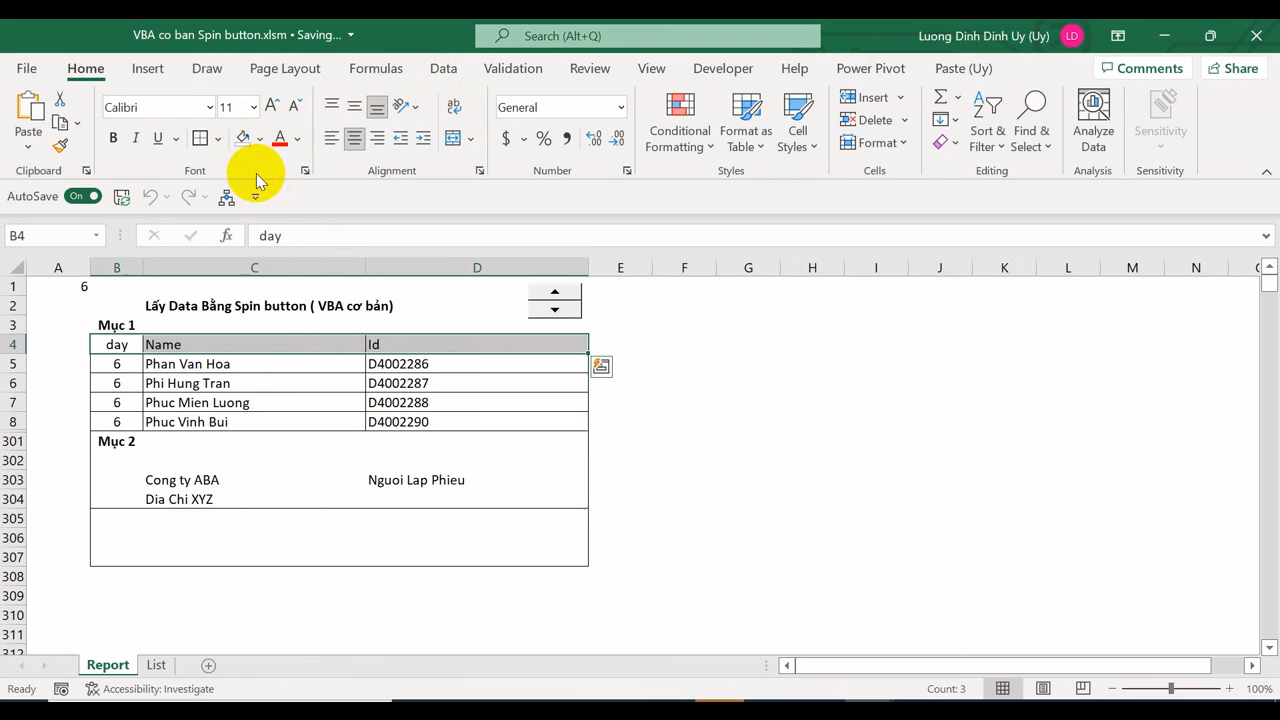 VBA co ban Spin button.xlsm • Saving...
Search (Alt+Q)
Luong Dinh Dinh Uy (Uy)
LD
File Home Insert Draw Page Layout Formulas Data Validation Review View Developer Help Power Pivot Paste (Uy)
Comments
Share
Paste
Clipboard
Calibri
11
B I U
Font
Alignment
General
Number
Conditional Formatting
Format as Table
Cell Styles
Styles
Insert
Delete
Format
Cells
Sort & Filter
Find & Select
Editing
Analyze Data
Analysis
Sensitivity
Sensitivity
AutoSave On
B4
fx
day
A B C D E F G H I J K L M N
1 6
2 Lấy Data Bằng Spin button ( VBA cơ bản)
3 Mục 1
4 day Name Id
5 6 Phan Van Hoa D4002286
6 6 Phi Hung Tran D4002287
7 6 Phuc Mien Luong D4002288
8 6 Phuc Vinh Bui D4002290
301 Mục 2
302
303 Cong ty ABA Nguoi Lap Phieu
304 Dia Chi XYZ
305
306
307
308
309
310
311
312
Report List
Ready
Accessibility: Investigate
Count: 3
100%